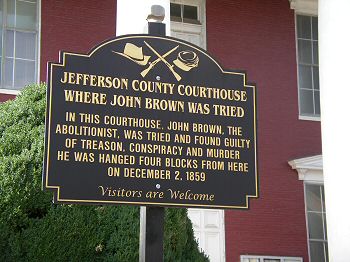 JEFFERSON COUNTY COURTHOUSE
WHERE JOHN BROWN WAS TRIED
IN THIS COURTHOUSE, JOHN BROWN, THE
ABOLITIONIST, WAS TRIED AND FOUND GUILTY
OF TREASON, CONSPIRACY AND MURDER
HE WAS HANGED FOUR BLOCKS FROM HERE
ON DECEMBER 2, 1859
Visitors are Welcome